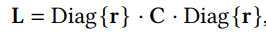 L = Diag{r} · C · Diag{r},